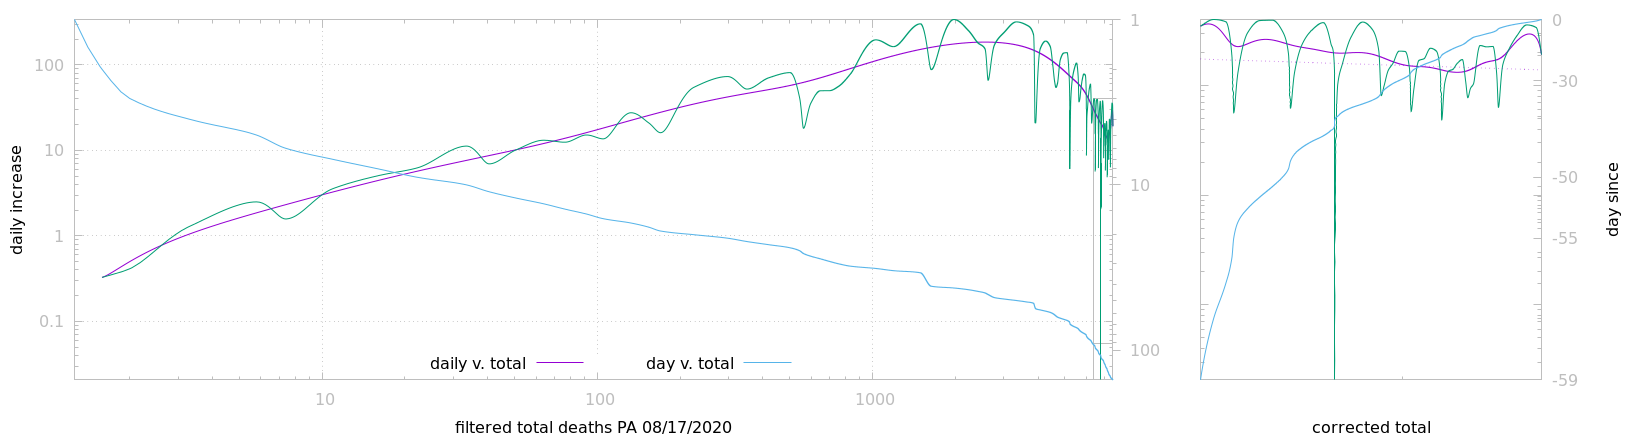 daily increase
100
10
1
0.1
daily v. total
day v. total
10
100
1000
filtered total deaths PA 08/17/2020
1
10
100
0
-30
-50
-55
-59
day since
corrected total